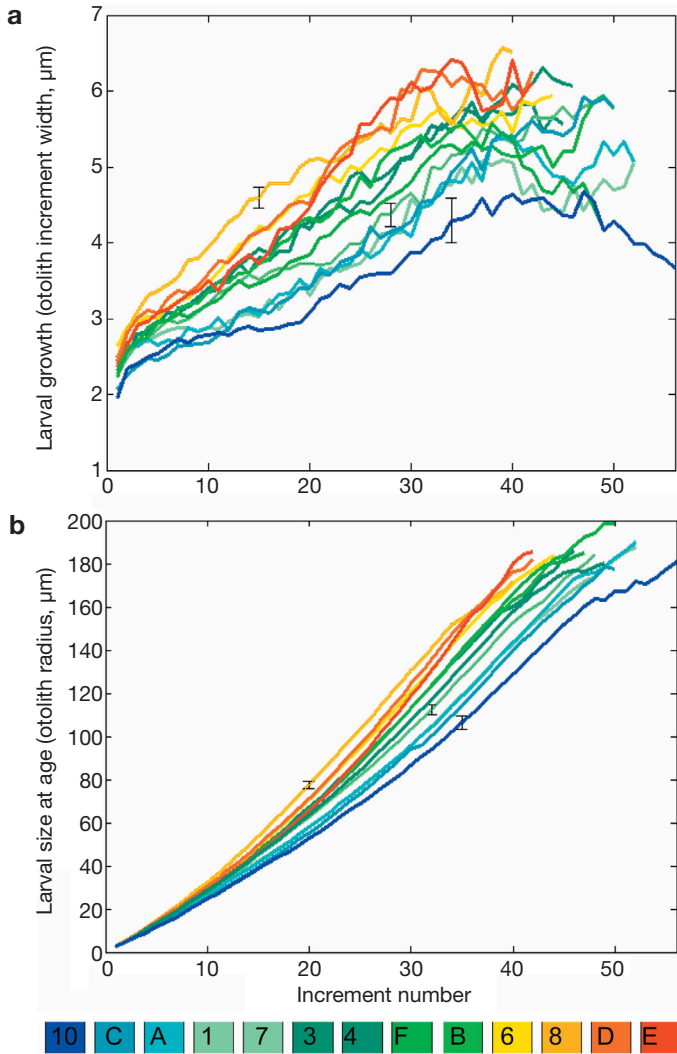 a
Larval growth (otolith increment width, µm)
7
6
5
4
3
2
1
0 10 20 30 40 50
b
Larval size at age (otolith radius, µm)
200
180
160
140
120
100
80
60
40
20
0
0 10 20 30 40 50
Increment number
10 C A 1 7 3 4 F B 6 8 D E